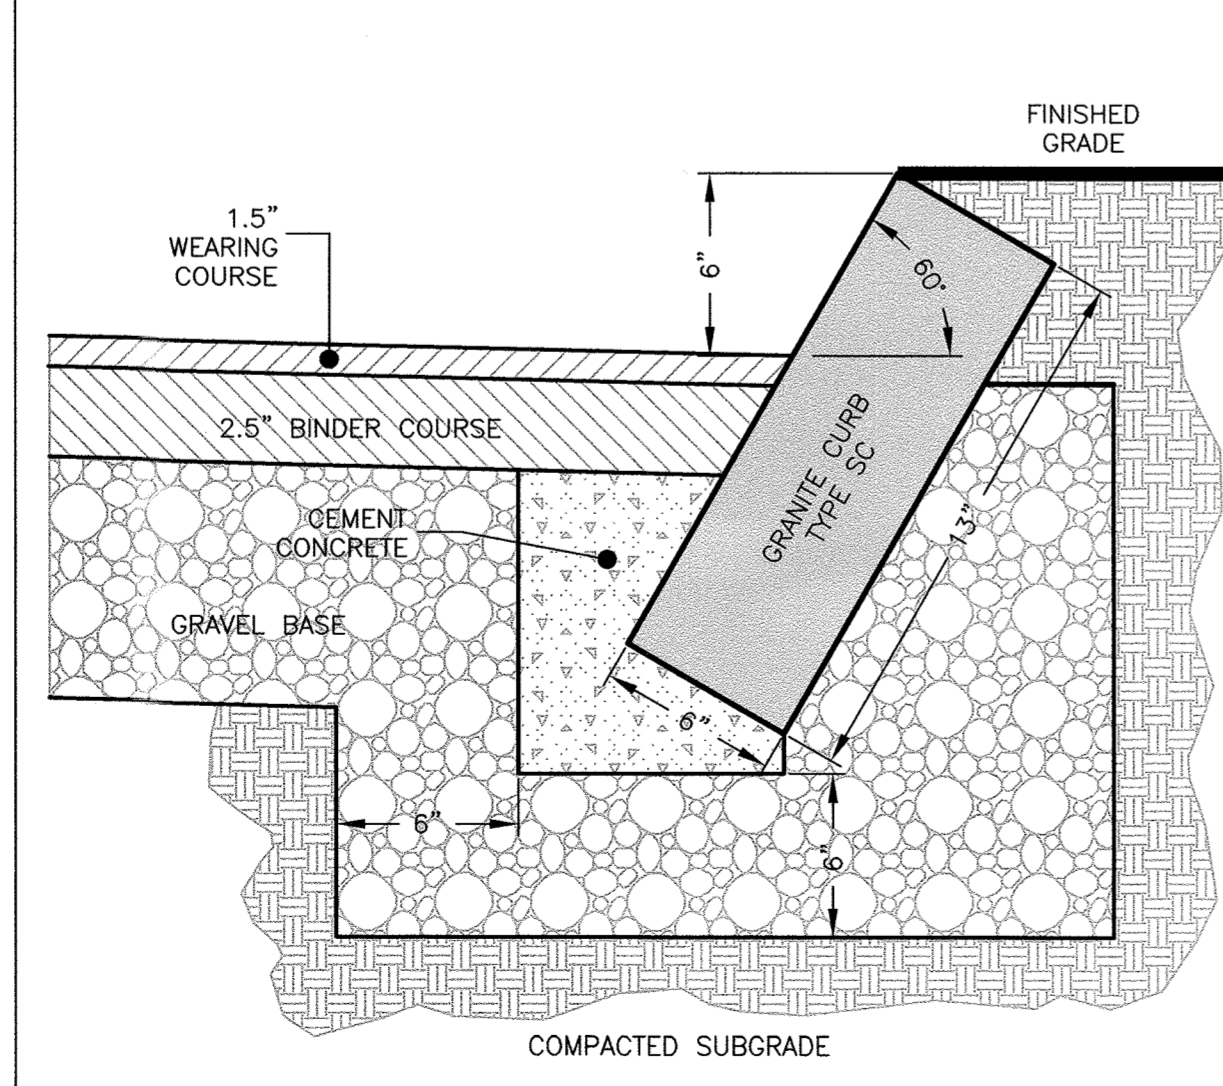 FINISHED
GRADE
1.5”
WEARING
COURSE
6”
60°
2.5” BINDER COURSE
GRANITE CURB
TYPE SC
13”
CEMENT
CONCRETE
GRAVEL BASE
6”
6”
6”
COMPACTED SUBGRADE